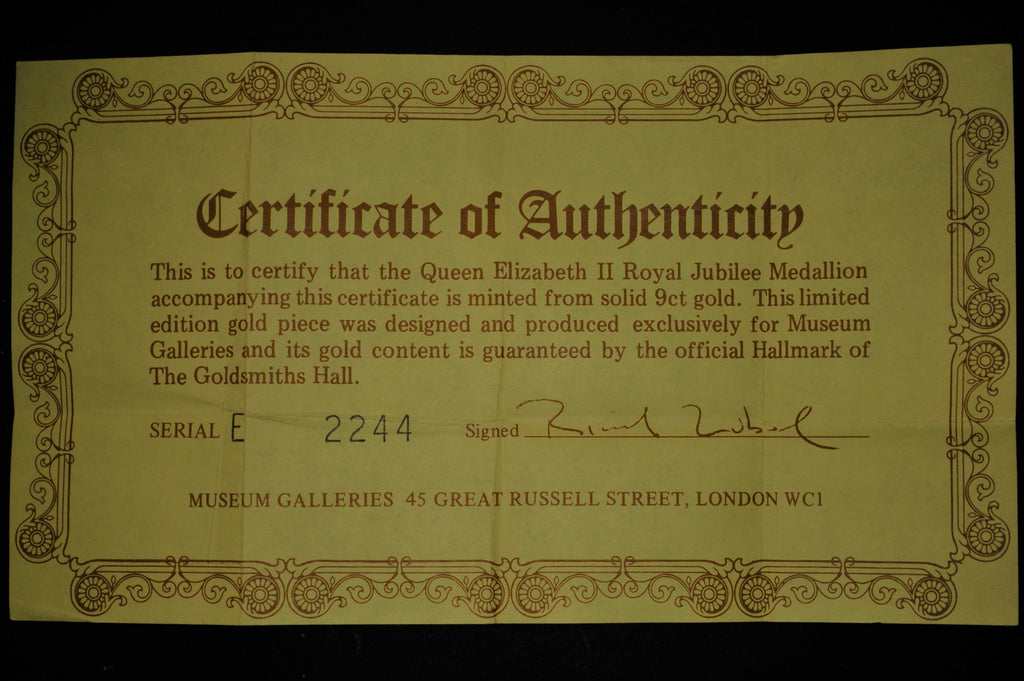 Certificate of Authenticity
This is to certify that the Queen Elizabeth II Royal Jubilee Medallion
accompanying this certificate is minted from solid 9ct gold. This limited
edition gold piece was designed and produced exclusively for Museum
Galleries and its gold content is guaranteed by the official Hallmark of
The Goldsmiths Hall.
SERIAL E 2244 Signed
MUSEUM GALLERIES 45 GREAT RUSSELL STREET, LONDON WC1